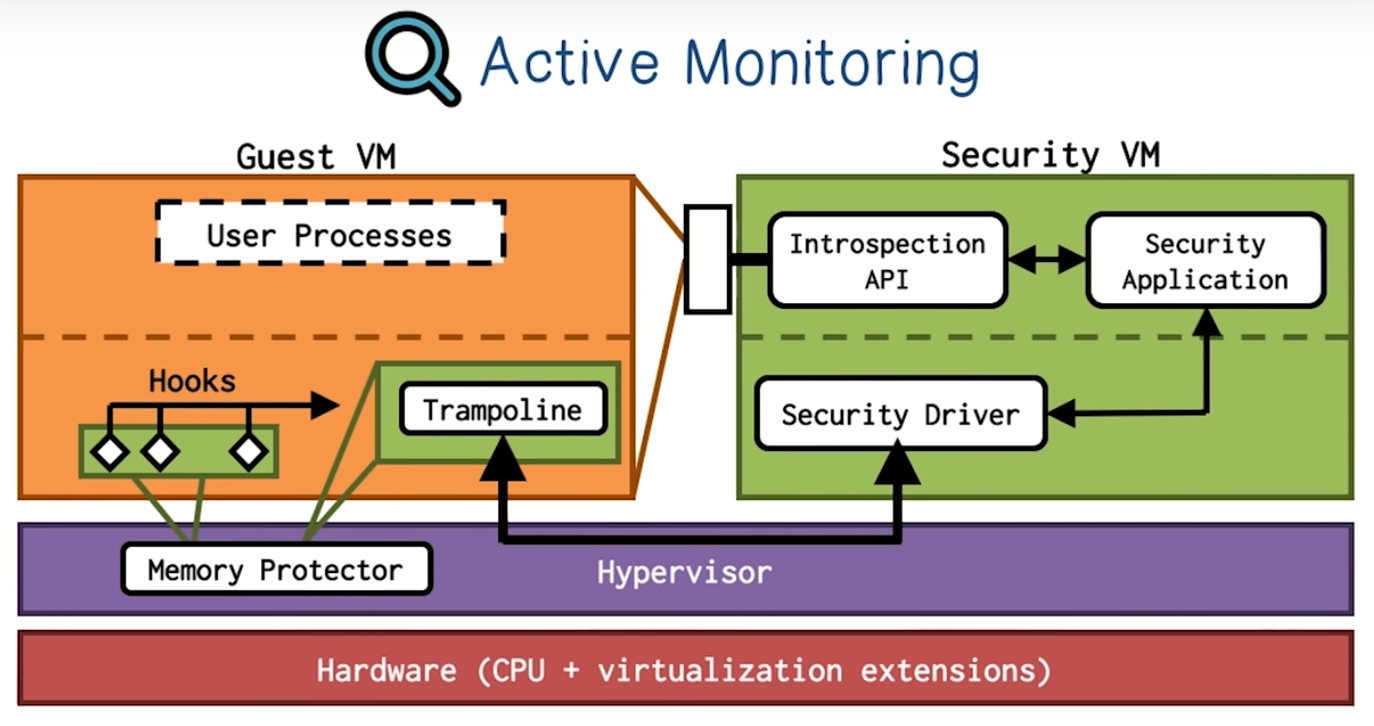 Active Monitoring
Guest VM
Security VM
User Processes
Introspection
API
Security
Application
Hooks
Trampoline
Security Driver
Memory Protector
Hypervisor
Hardware (CPU + virtualization extensions)